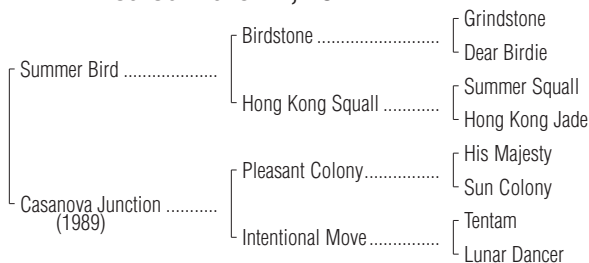 Grindstone
Birdstone ..........................
Dear Birdie
Summer Bird ....................
Summer Squall
Hong Kong Squall ............
Hong Kong Jade
His Majesty
Pleasant Colony................
Sun Colony
Casanova Junction ...........
(1989)
Tentam
Intentional Move...............
Lunar Dancer